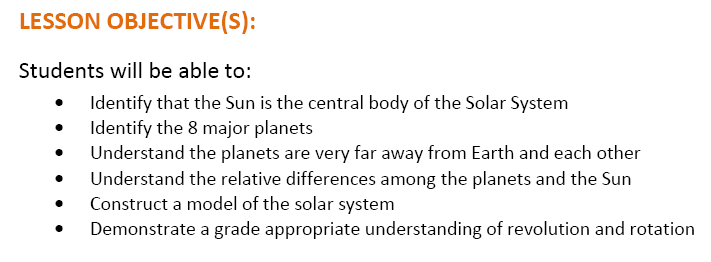 LESSON OBJECTIVE(S):
Students will be able to:
• Identify that the Sun is the central body of the Solar System
• Identify the 8 major planets
• Understand the planets are very far away from Earth and each other
• Understand the relative differences among the planets and the Sun
• Construct a model of the solar system
• Demonstrate a grade appropriate understanding of revolution and rotation